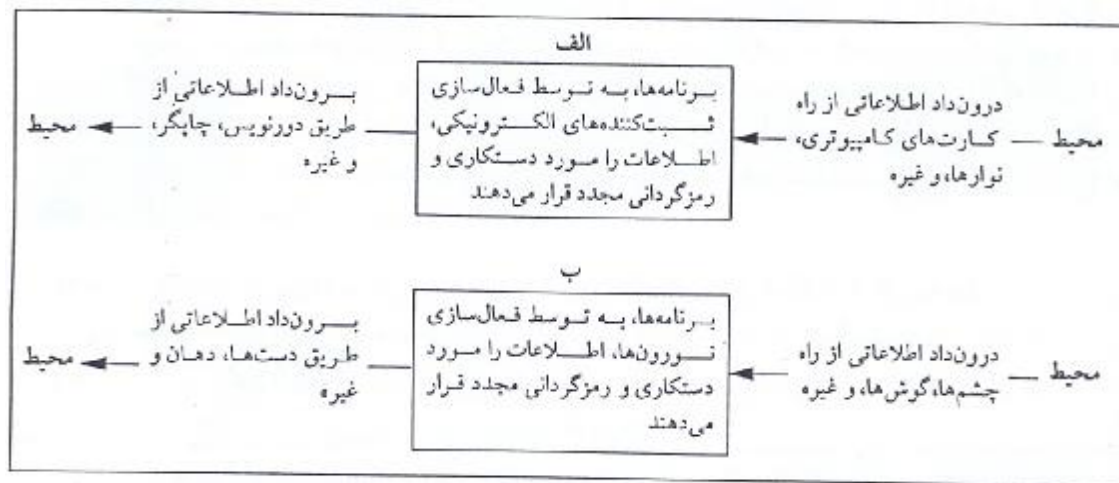 الف
محیط
درون‌داد اطلاعاتی از راه
کارت‌های کامپیوتری،
نوارها، و غیره
برنامه‌ها، به توسط فعال‌سازی
ثبت‌کننده‌های الکترونیکی،
اطلاعات را مورد دستکاری و
رمزگردانی مجدد قرار می‌دهند
برون‌داد اطلاعاتی از
طریق دورنویس، چاپگر،
و غیره
محیط
ب
محیط
درون‌داد اطلاعاتی از راه
چشم‌ها، گوش‌ها، و غیره
برنامه‌ها، به توسط فعال‌سازی
نورون‌ها، اطلاعات را مورد
دستکاری و رمزگردانی مجدد قرار
می‌دهند
برون‌داد اطلاعاتی از
طریق دست‌ها، دهان و
غیره
محیط